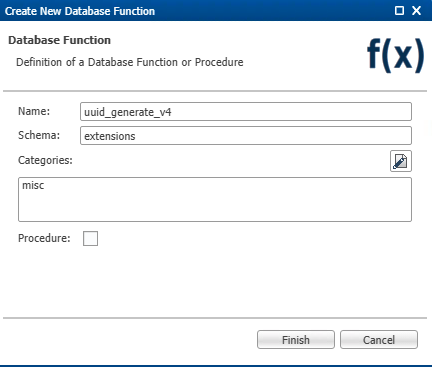 Create New Database Function
Database Function
Definition of a Database Function or Procedure
f(x)
Name: uuid_generate_v4
Schema: extensions
Categories:
misc
Procedure:
Finish Cancel